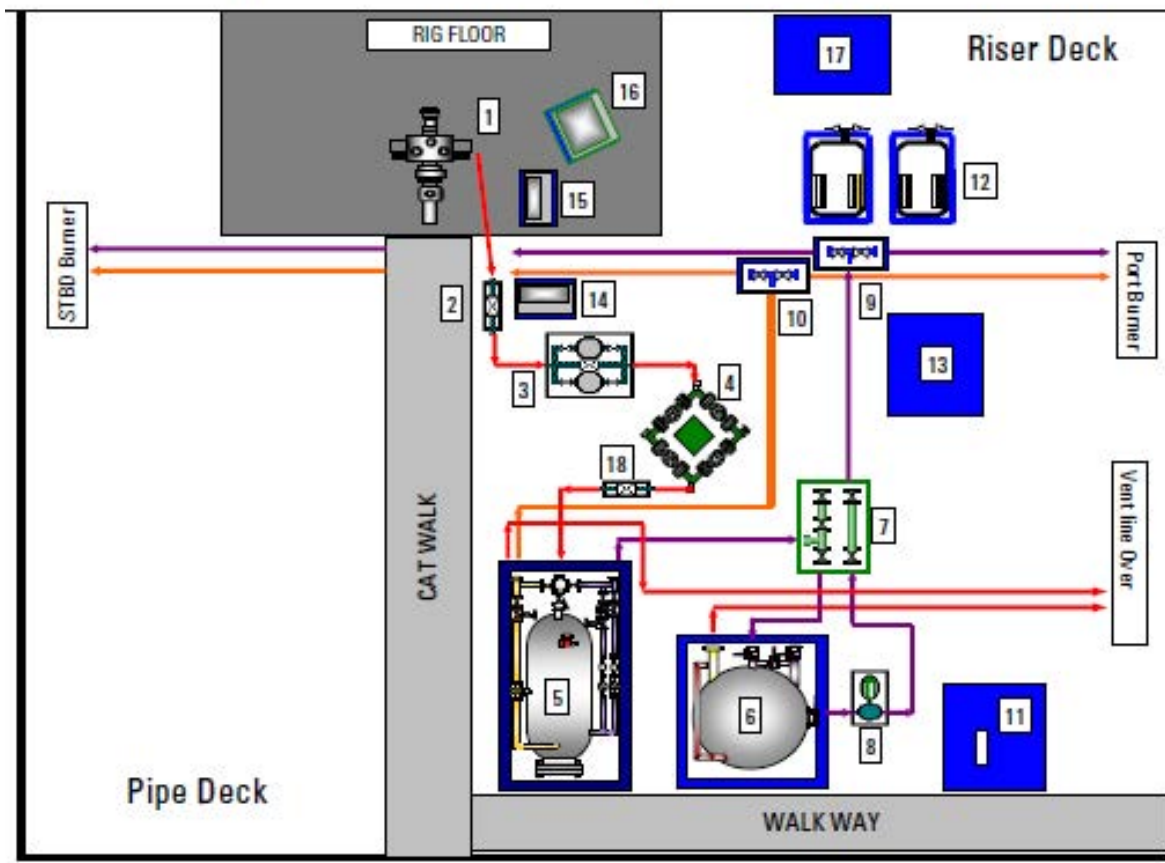 RIG FLOOR
17
Riser Deck
1
16
15
12
STBD Burner
Port Burner
2
14
10
9
3
4
13
18
7
CAT WALK
Vent line Over
5
6
8
11
Pipe Deck
WALK WAY